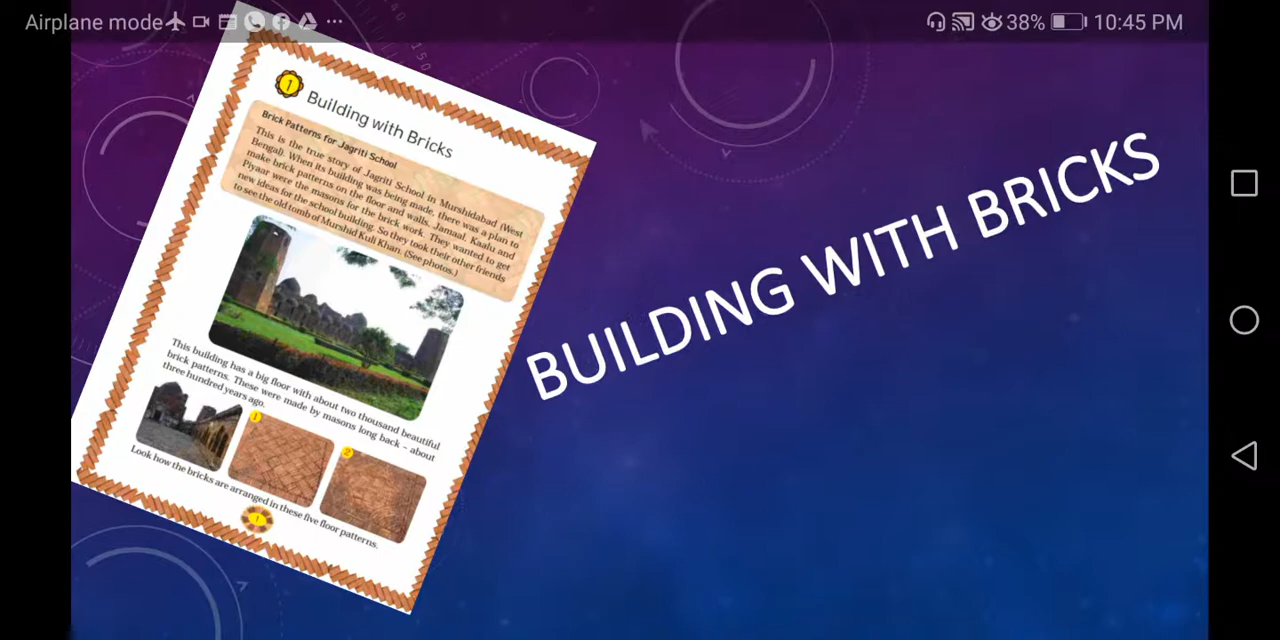 Airplane mode
38% 10:45 PM
1
Building with Bricks
Brick Patterns for Jagriti School
This is the true story of Jagriti School in Murshidabad (West
Bengal). When its building was being made, there was a plan to
make brick patterns on the floor and walls. Jamaal, Kaalu and
Piyaar were the masons for the brick work. They wanted to get
new ideas for the school building. So they took their other friends
to see the old tomb of Murshid Kuli Khan. (See photos.)
This building has a big floor with about two thousand beautiful
brick patterns. These were made by masons long back – about
three hundred years ago.
1
2
Look how the bricks are arranged in these five floor patterns.
1
BUILDING WITH BRICKS